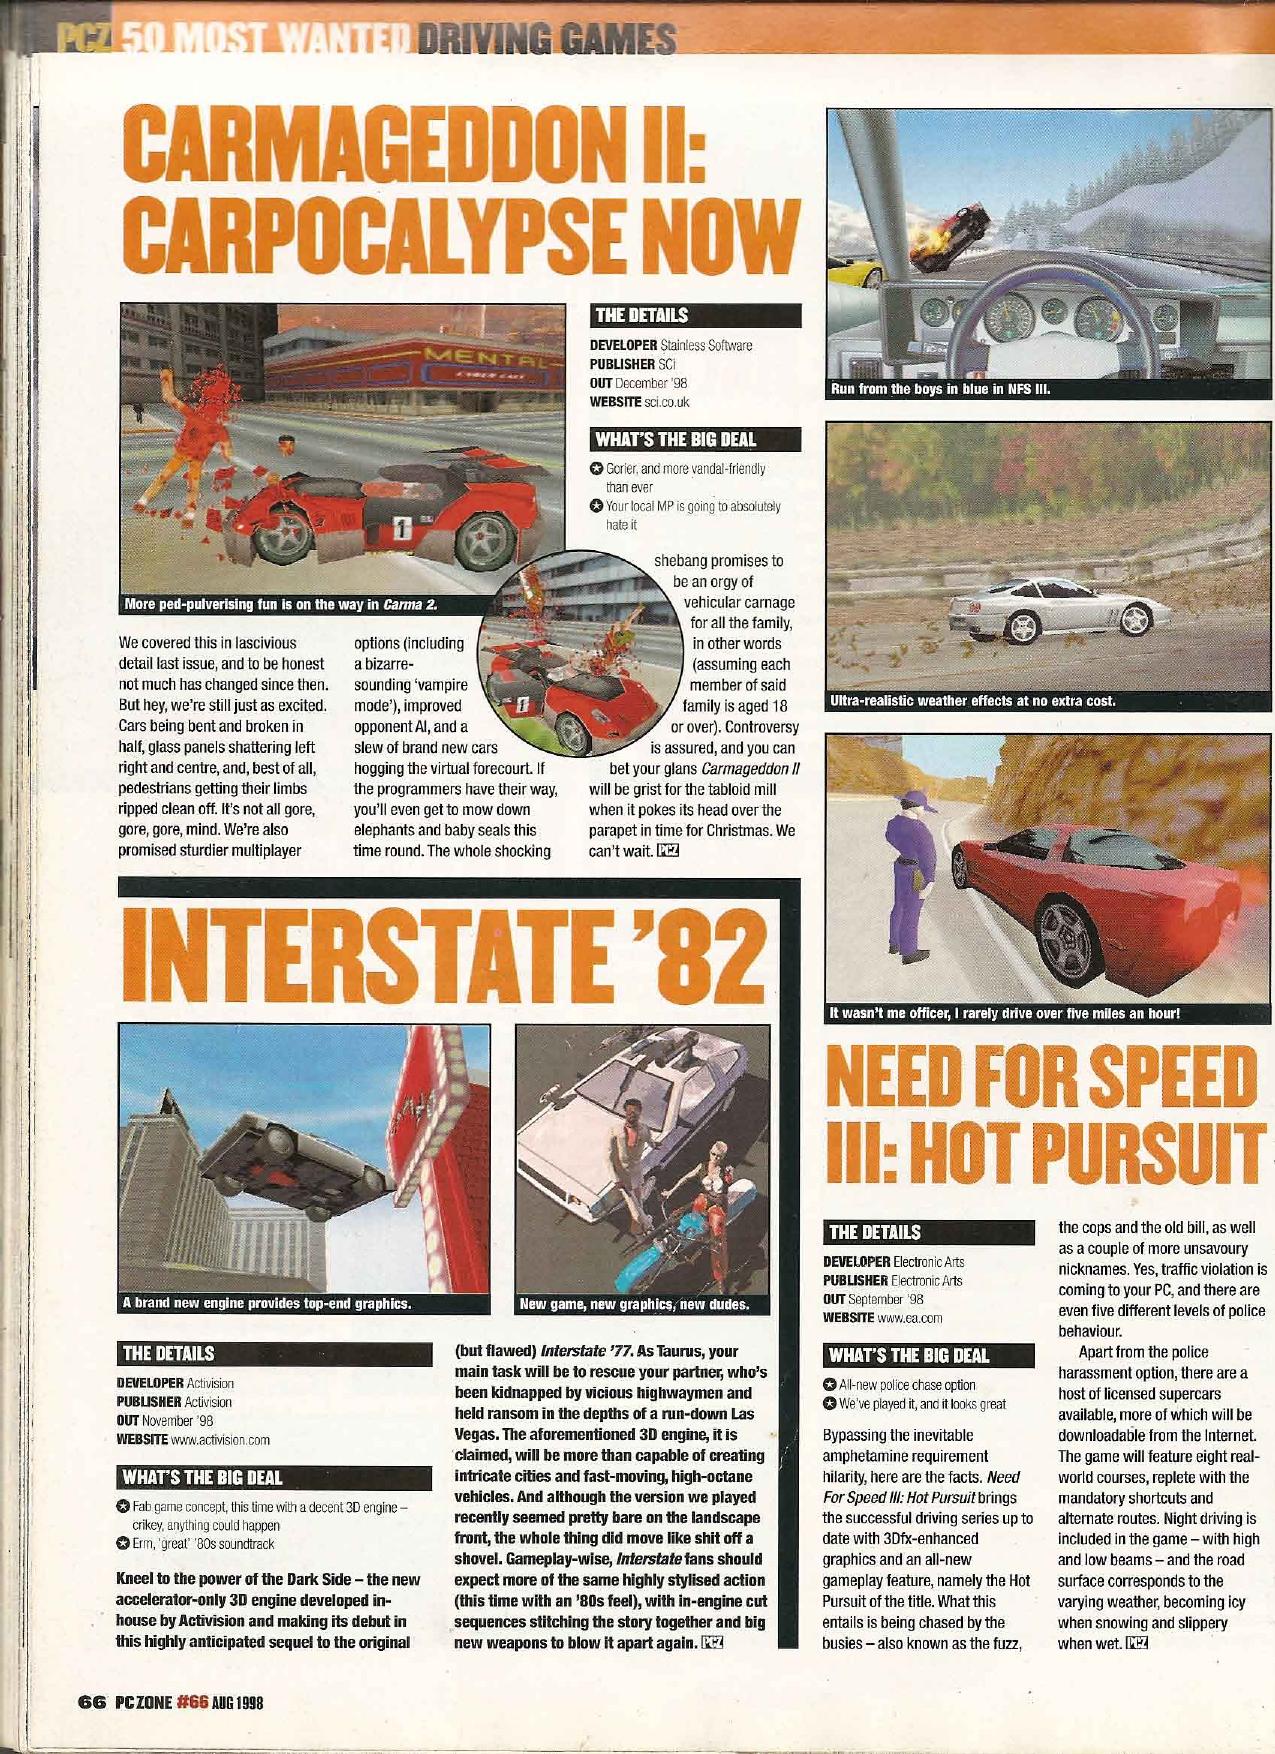 PCZ 50 MOST WANTED DRIVING GAMES
CARMAGEDDON II:
CARPOCALYPSE NOW
MENTAL
CYBER CAFE
1
More ped-pulverising fun is on the way in Carma 2.
THE DETAILS
DEVELOPER Stainless Software
PUBLISHER SCi
OUT December '98
WEBSITE sci.co.uk
WHAT'S THE BIG DEAL
Gorier, and more vandal-friendly
than ever
Your local MP is going to absolutely
hate it
We covered this in lascivious
detail last issue, and to be honest
not much has changed since then.
But hey, we're still just as excited.
Cars being bent and broken in
half, glass panels shattering left
right and centre, and, best of all,
pedestrians getting their limbs
ripped clean off. It's not all gore,
gore, gore, mind. We're also
promised sturdier multiplayer
options (including
a bizarre-
sounding 'vampire
mode'), improved
opponent AI, and a
slew of brand new cars
hogging the virtual forecourt. If
the programmers have their way,
you'll even get to mow down
elephants and baby seals this
time round. The whole shocking
shebang promises to
be an orgy of
vehicular carnage
for all the family,
in other words
(assuming each
member of said
family is aged 18
or over). Controversy
is assured, and you can
bet your glans Carmageddon II
will be grist for the tabloid mill
when it pokes its head over the
parapet in time for Christmas. We
can't wait. PCZ
INTERSTATE '82
A brand new engine provides top-end graphics.
New game, new graphics, new dudes.
THE DETAILS
DEVELOPER Activision
PUBLISHER Activision
OUT November '98
WEBSITE www.activision.com
WHAT'S THE BIG DEAL
Fab game concept, this time with a decent 3D engine –
crikey, anything could happen
Erm, 'great' '80s soundtrack
Kneel to the power of the Dark Side – the new
accelerator-only 3D engine developed in-
house by Activision and making its debut in
this highly anticipated sequel to the original
(but flawed) Interstate '77. As Taurus, your
main task will be to rescue your partner, who's
been kidnapped by vicious highwaymen and
held ransom in the depths of a run-down Las
Vegas. The aforementioned 3D engine, it is
claimed, will be more than capable of creating
intricate cities and fast-moving, high-octane
vehicles. And although the version we played
recently seemed pretty bare on the landscape
front, the whole thing did move like shit off a
shovel. Gameplay-wise, Interstate fans should
expect more of the same highly stylised action
(this time with an '80s feel), with in-engine cut
sequences stitching the story together and big
new weapons to blow it apart again. PCZ
Run from the boys in blue in NFS III.
Ultra-realistic weather effects at no extra cost.
It wasn't me officer, I rarely drive over five miles an hour!
NEED FOR SPEED
III: HOT PURSUIT
THE DETAILS
DEVELOPER Electronic Arts
PUBLISHER Electronic Arts
OUT September '98
WEBSITE www.ea.com
WHAT'S THE BIG DEAL
All-new police chase option
We've played it, and it looks great
Bypassing the inevitable
amphetamine requirement
hilarity, here are the facts. Need
For Speed III: Hot Pursuit brings
the successful driving series up to
date with 3Dfx-enhanced
graphics and an all-new
gameplay feature, namely the Hot
Pursuit of the title. What this
entails is being chased by the
busies – also known as the fuzz,
the cops and the old bill, as well
as a couple of more unsavoury
nicknames. Yes, traffic violation is
coming to your PC, and there are
even five different levels of police
behaviour.
Apart from the police
harassment option, there are a
host of licensed supercars
available, more of which will be
downloadable from the Internet.
The game will feature eight real-
world courses, replete with the
mandatory shortcuts and
alternate routes. Night driving is
included in the game – with high
and low beams – and the road
surface corresponds to the
varying weather, becoming icy
when snowing and slippery
when wet. PCZ
66 PC ZONE #66 AUG 1998